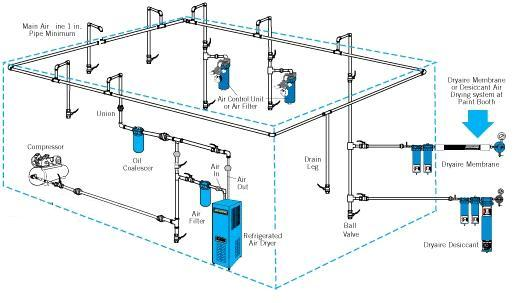 Main Air ine 1 in.
Pipe Minimum
Dryaire Membrane
or Desiccant Air
Drying system at
Paint Booth
Air Control Unit
or Air Filter
Union
Compressor
Oil
Coalescer
Air
In
Air
Out
Drain
Leg
Dryaire Membrane
Air
Filter
Refrigerated
Air Dryer
Ball
Valve
Dryaire Desiccant